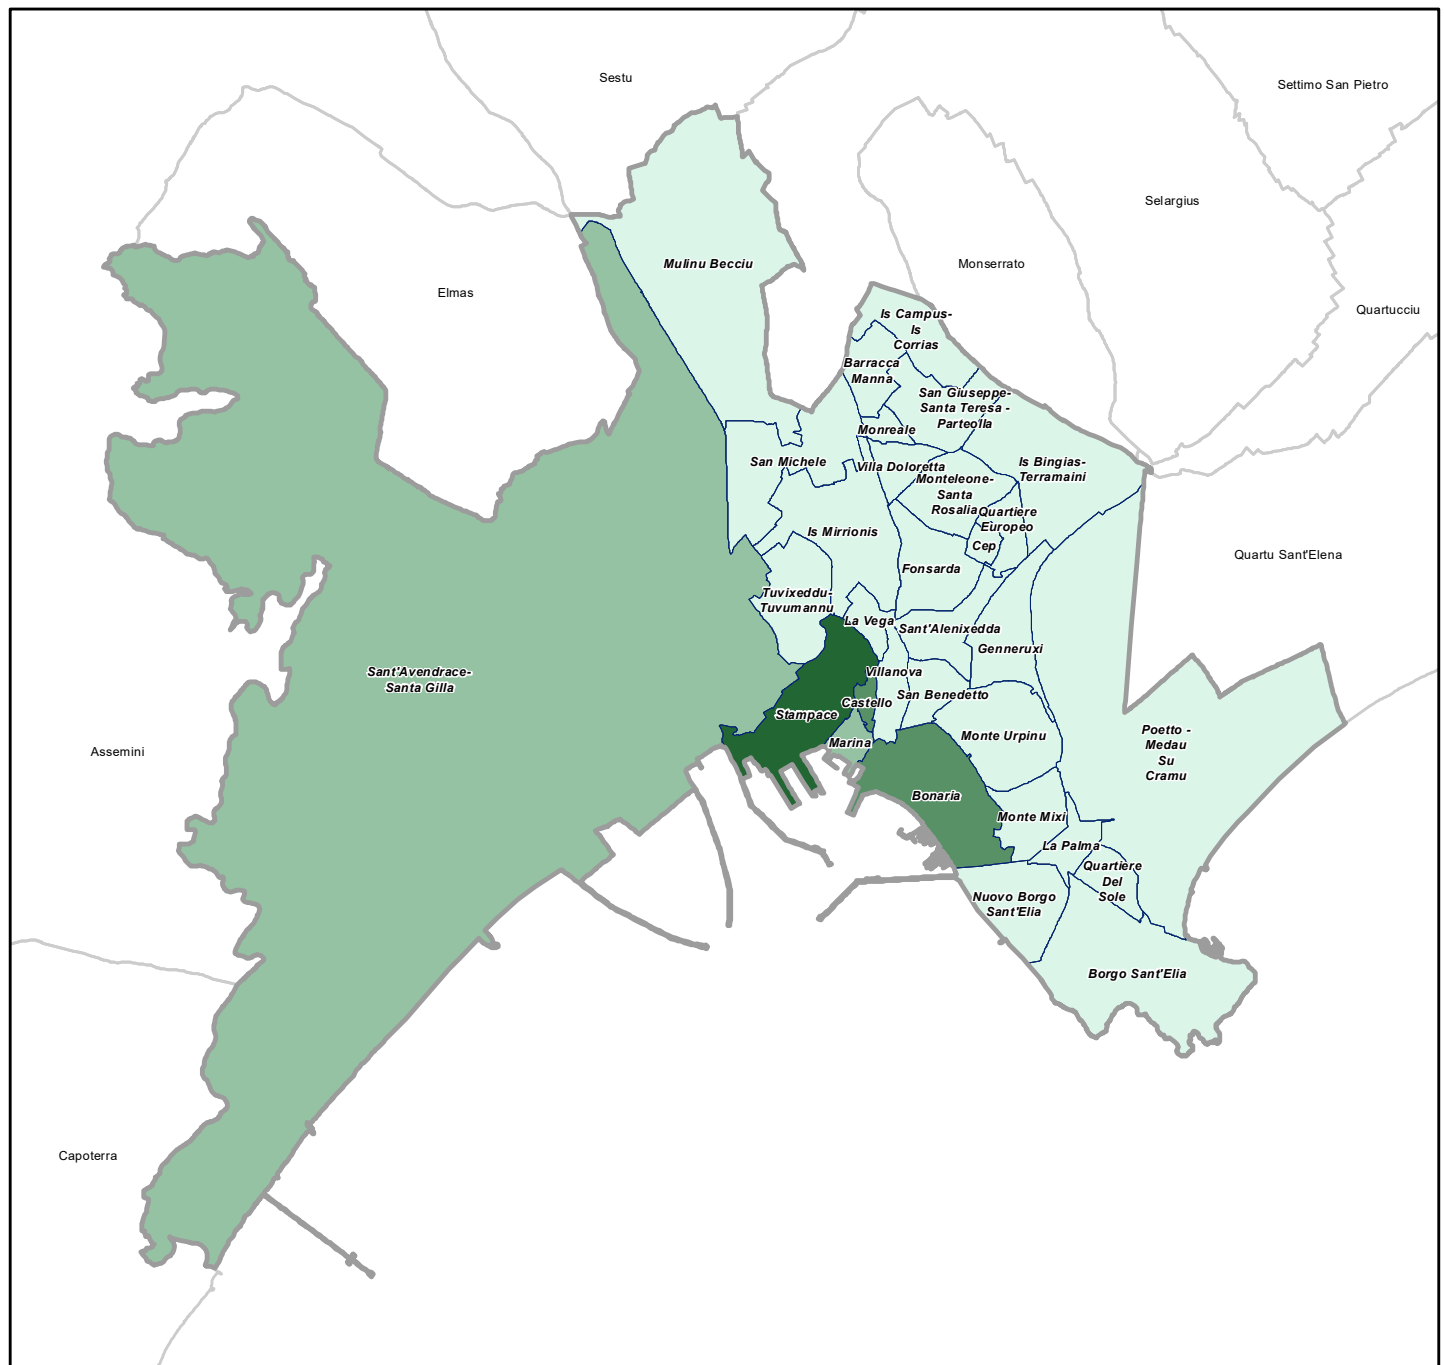 Sestu
Settimo San Pietro
Selargius
Mulinu Becciu
Monserrato
Elmas
Quartucciu
Is Campus-
Is
Corrias
Barracca
Manna
San Giuseppe-
Santa Teresa -
Parteolla
Monreale
San Michele
Villa Doloretta
Is Bingias-
Terramaini
Monteleone-
Santa
Rosalia
Quartiere
Europeo
Is Mirrionis
Cep
Quartu Sant'Elena
Fonsarda
Tuvixeddu-
Tuvumannu
La Vega
Sant'Alenixedda
Genneruxi
Sant'Avendrace-
Santa Gilla
Villanova
San Benedetto
Castello
Stampace
Marina
Monte Urpinu
Poetto -
Medau
Su
Cramu
Assemini
Bonaria
Monte Mixi
La Palma
Quartiere
Del
Sole
Nuovo Borgo
Sant'Elia
Borgo Sant'Elia
Capoterra